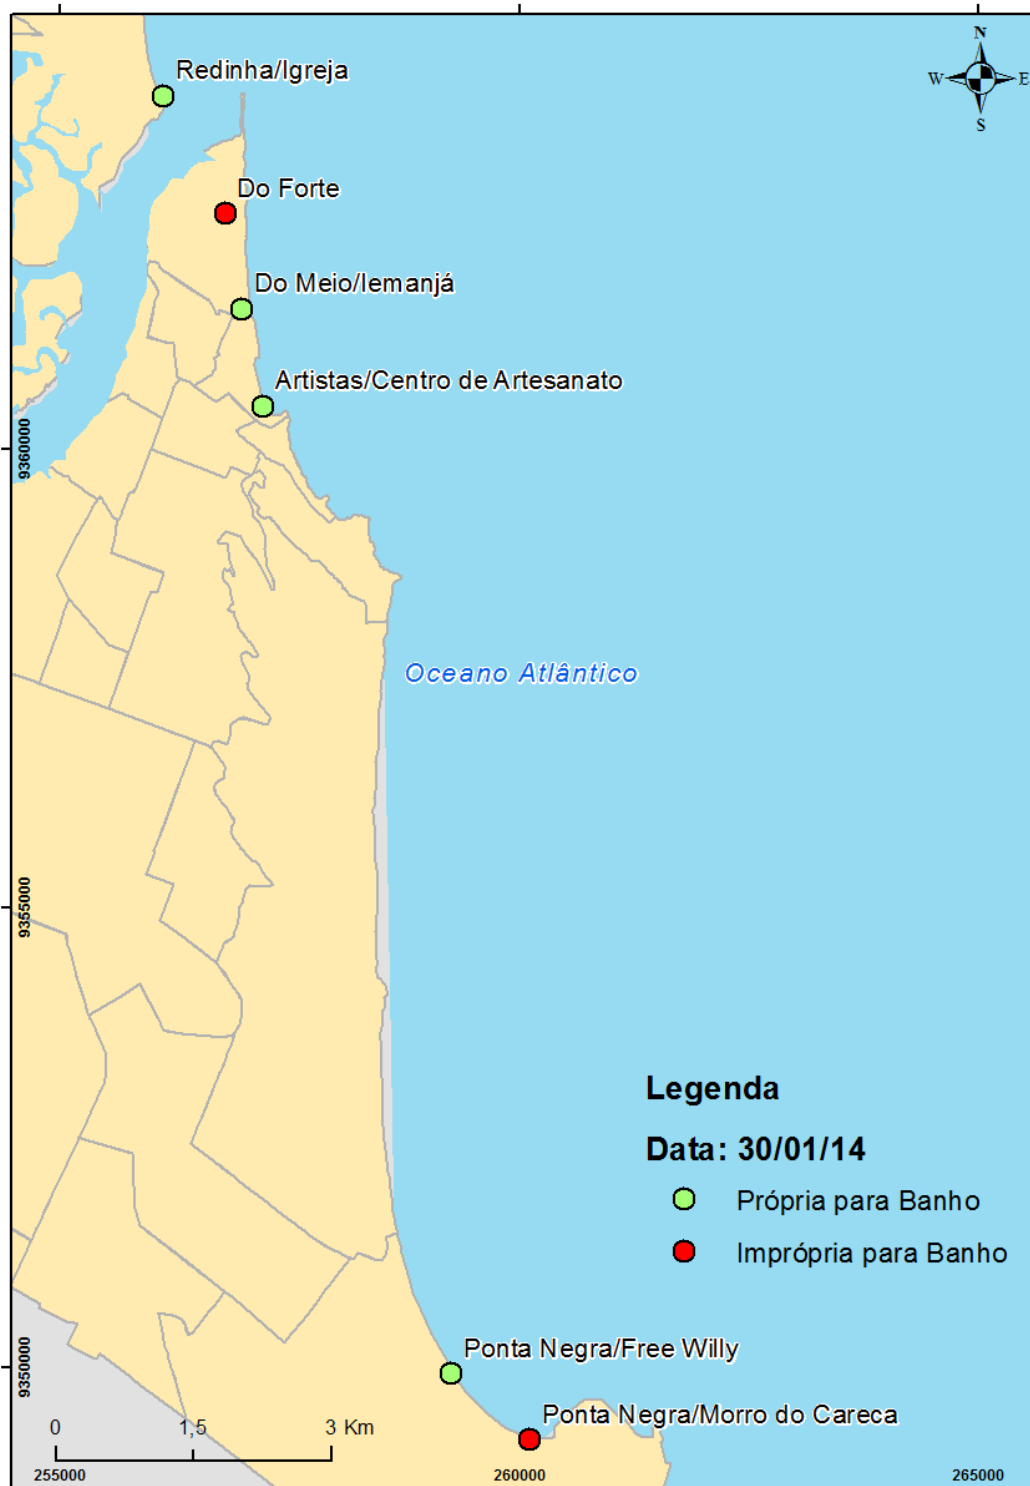 N
W E
S
Redinha/Igreja
Do Forte
Do Meio/Iemanjá
Artistas/Centro de Artesanato
9360000
Oceano Atlântico
9355000
Legenda
Data: 30/01/14
Própria para Banho
Imprópria para Banho
9350000
Ponta Negra/Free Willy
Ponta Negra/Morro do Careca
0 1,5 3 Km
255000 260000 265000